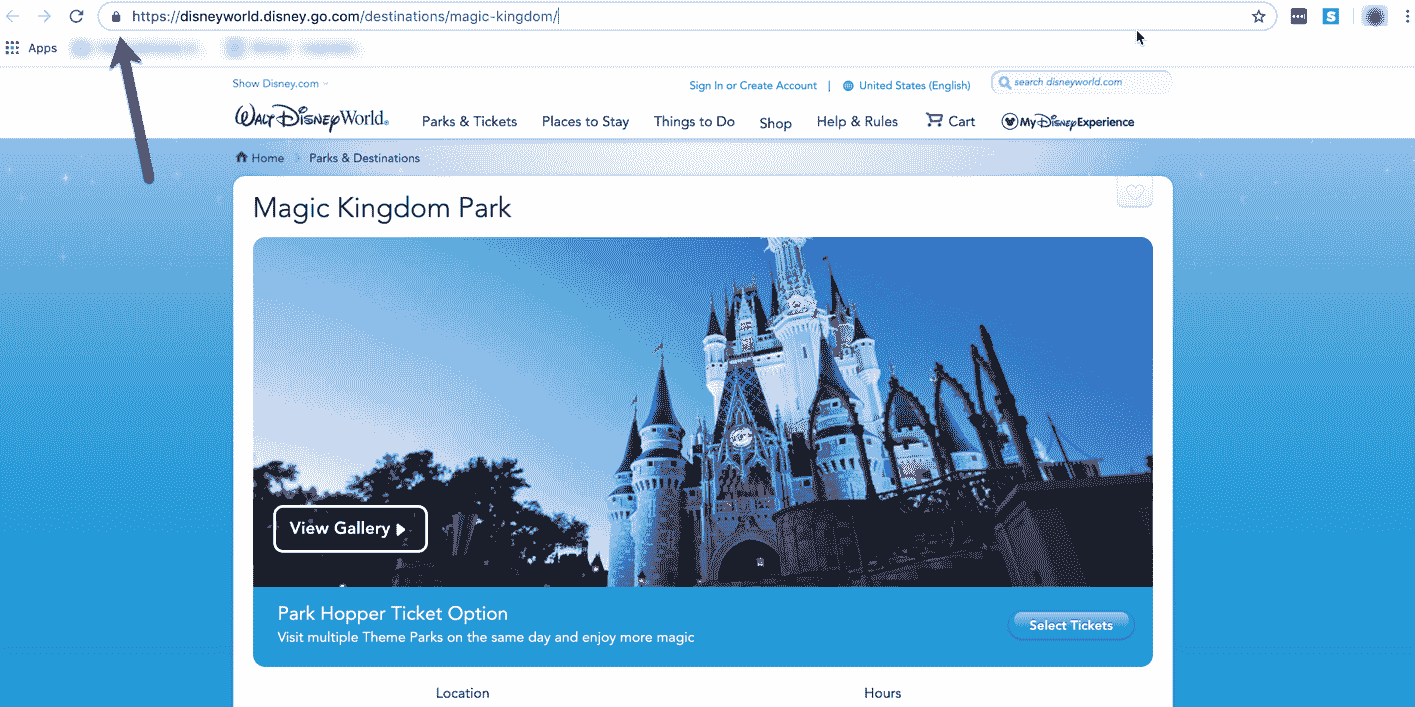 https://disneyworld.disney.go.com/destinations/magic-kingdom/
Apps
Show Disney.com
Sign In or Create Account | United States (English)
search disneyworld.com
Walt Disney World®
Parks & Tickets Places to Stay Things to Do Shop Help & Rules Cart My Disney Experience
Home > Parks & Destinations
Magic Kingdom Park
View Gallery
Park Hopper Ticket Option
Visit multiple Theme Parks on the same day and enjoy more magic
Select Tickets
Location Hours